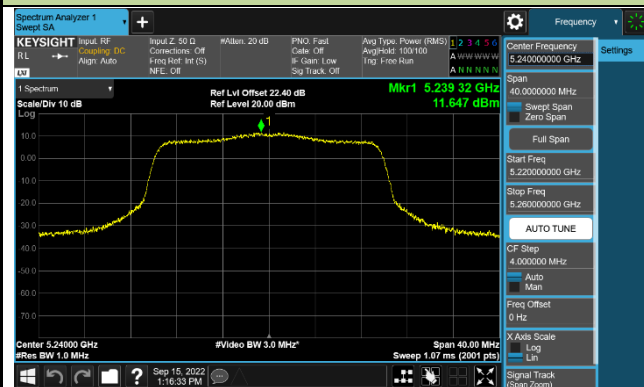 Spectrum Analyzer 1
Swept SA
Frequency
KEYSIGHT
RL
LXI
Input: RF
Coupling: DC
Align: Auto
Input Z: 50 Ω
Corrections: Off
Freq Ref: Int (S)
NFE: Off
#Atten: 20 dB
PNO: Fast
Gate: Off
IF Gain: Low
Sig Track: Off
Avg Type: Power (RMS)
Avg|Hold: 100/100
Trig: Free Run
1 2 3 4 5 6
A W W W W W
A N N N N N
1 Spectrum
Scale/Div 10 dB
Log
Ref Lvl Offset 22.40 dB
Ref Level 20.00 dBm
Mkr1 5.239 32 GHz
11.647 dBm
1
10.0
0.00
-10.0
-20.0
-30.0
-40.0
-50.0
-60.0
-70.0
Center 5.24000 GHz
#Res BW 1.0 MHz
#Video BW 3.0 MHz*
Span 40.00 MHz
Sweep 1.07 ms (2001 pts)
Center Frequency
5.240000000 GHz
Settings
Span
40.0000000 MHz
Swept Span
Zero Span
Full Span
Start Freq
5.220000000 GHz
Stop Freq
5.260000000 GHz
AUTO TUNE
CF Step
4.000000 MHz
Auto
Man
Freq Offset
0 Hz
X Axis Scale
Log
Lin
Signal Track
(Span Zoom)
Sep 15, 2022
1:16:33 PM